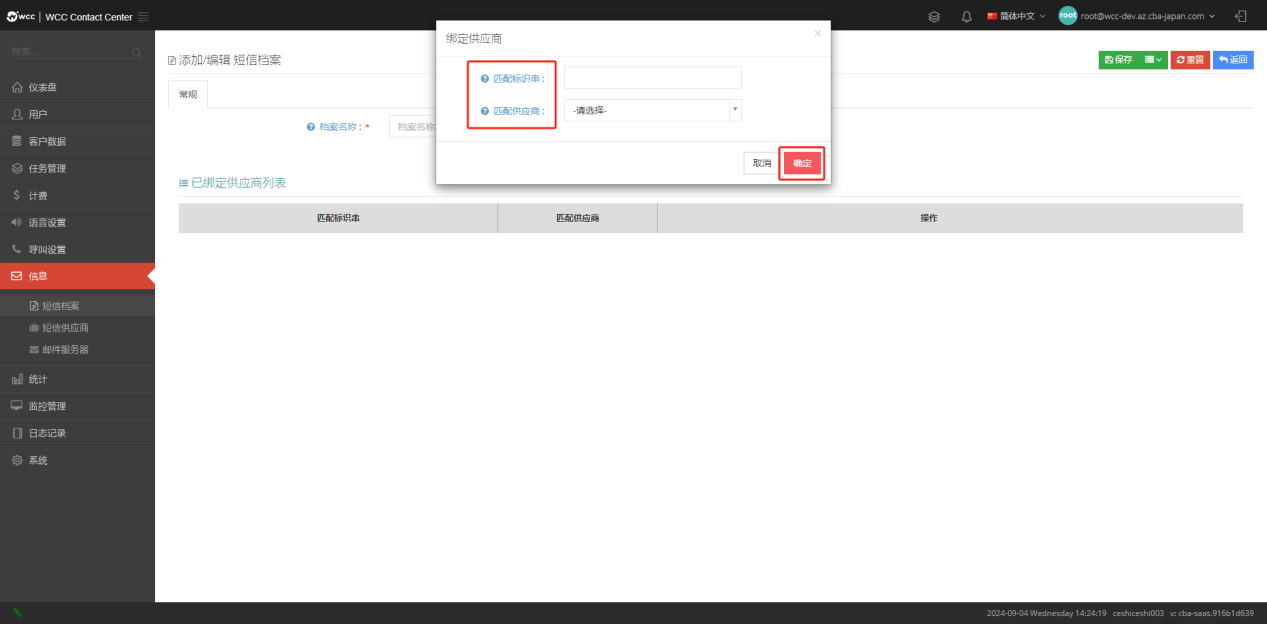 wcc | WCC Contact Center
简体中文
root
root@wcc-dev.az.cba-japan.com
搜索...
仪表盘
用户
客户数据
任务管理
计费
语音设置
呼叫设置
信息
短信档案
短信供应商
邮件服务器
统计
监控管理
日志记录
系统
添加/编辑 短信档案
保存
重置
返回
常规
档案名称：*
档案名称
绑定供应商
×
匹配标识串：
匹配供应商：
-请选择-
取消
确定
已绑定供应商列表
匹配标识串
匹配供应商
操作
2024-09-04 Wednesday 14:24:19 ceshiceshi003 v: cba-saas.916b1d639